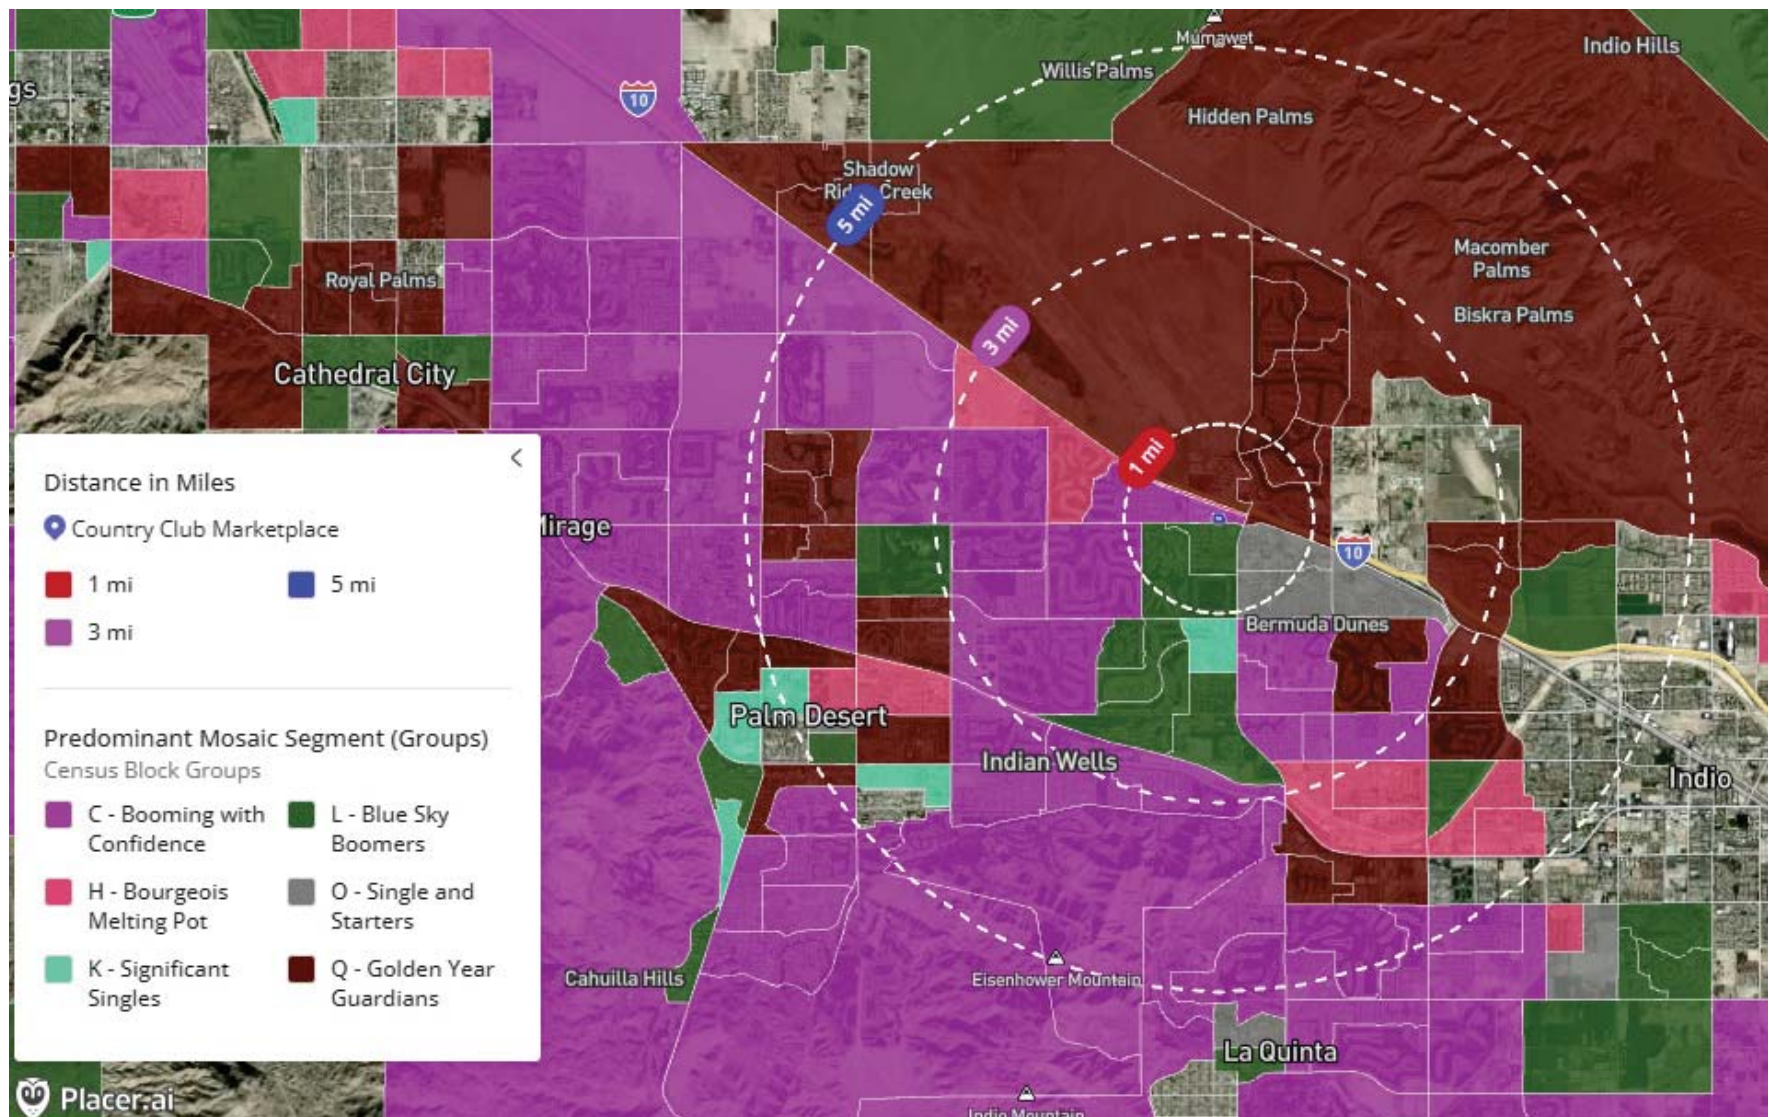 Mumawet
Indio Hills
Willis Palms
gs
10
Hidden Palms
Shadow
Ridge Creek
5 mi
Macomber
Palms
Royal Palms
Biskra Palms
3 mi
Cathedral City
1 mi
Mirage
10
Bermuda Dunes
Palm Desert
Indian Wells
Indio
Cahuilla Hills
Eisenhower Mountain
La Quinta
Indio Mountain
Distance in Miles
Country Club Marketplace
1 mi
5 mi
3 mi
Predominant Mosaic Segment (Groups)
Census Block Groups
C - Booming with
Confidence
L - Blue Sky
Boomers
H - Bourgeois
Melting Pot
O - Single and
Starters
K - Significant
Singles
Q - Golden Year
Guardians
Placer.ai